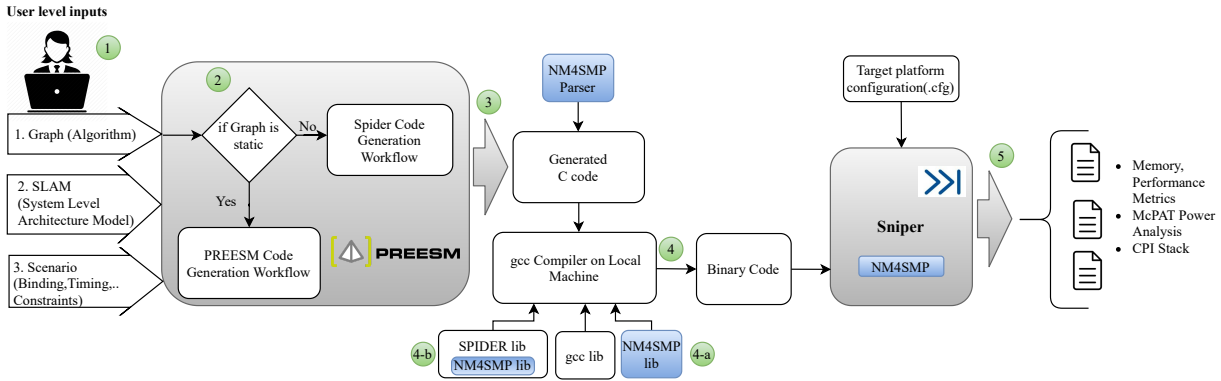 User level inputs
1
1. Graph (Algorithm)
2. SLAM
(System Level
Architecture Model)
3. Scenario
(Binding,Timing,..
Constraints)
2
if Graph is
static
No
Yes
Spider Code
Generation
Workflow
PREESM Code
Generation Workflow
PREESM
3
NM4SMP
Parser
Generated
C code
gcc Compiler on Local
Machine
4
Binary Code
4-b
SPIDER lib
NM4SMP lib
gcc lib
NM4SMP
lib
4-a
Target platform
configuration(.cfg)
Sniper
NM4SMP
5
• Memory,
Performance
Metrics
• McPAT Power
Analysis
• CPI Stack